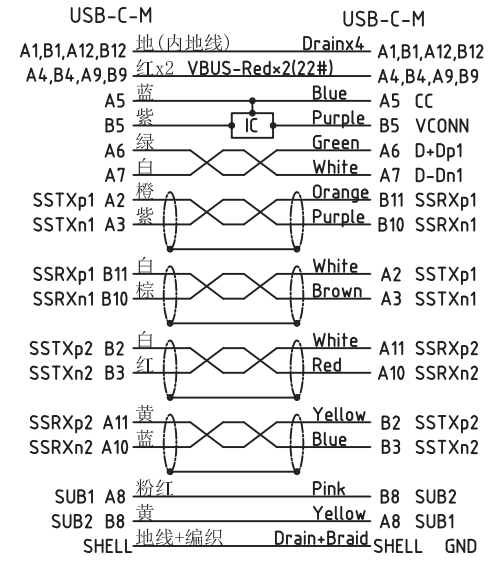 USB-C-M USB-C-M
A1,B1,A12,B12 地(内地线) Drainx4 A1,B1,A12,B12
A4,B4,A9,B9 红x2 VBUS-Red×2(22#) A4,B4,A9,B9
A5 蓝 Blue A5 CC
B5 紫 IC Purple B5 VCONN
A6 绿 Green A6 D+Dp1
A7 白 White A7 D-Dn1
SSTXp1 A2 橙 Orange B11 SSRXp1
SSTXn1 A3 紫 Purple B10 SSRXn1
SSRXp1 B11 白 White A2 SSTXp1
SSRXn1 B10 棕 Brown A3 SSTXn1
SSTXp2 B2 白 White A11 SSRXp2
SSTXn2 B3 红 Red A10 SSRXn2
SSRXp2 A11 黄 Yellow B2 SSTXp2
SSRXn2 A10 蓝 Blue B3 SSTXn2
SUB1 A8 粉红 Pink B8 SUB2
SUB2 B8 黄 Yellow A8 SUB1
SHELL 地线+编织 Drain+Braid SHELL GND